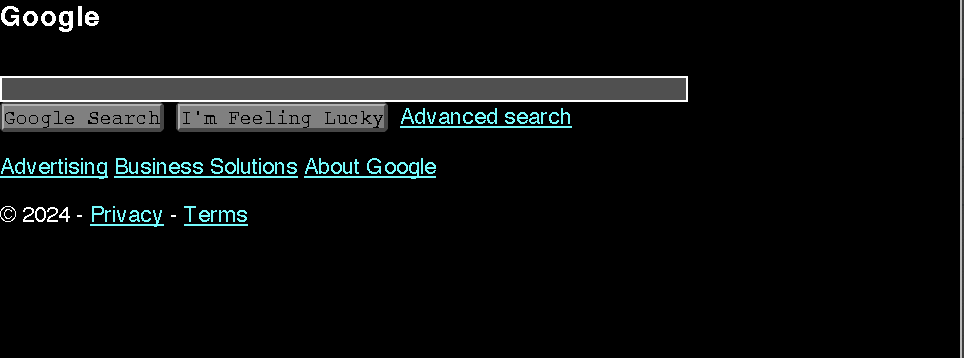 Google
Google Search I'm Feeling Lucky Advanced search
Advertising Business Solutions About Google
© 2024 - Privacy - Terms